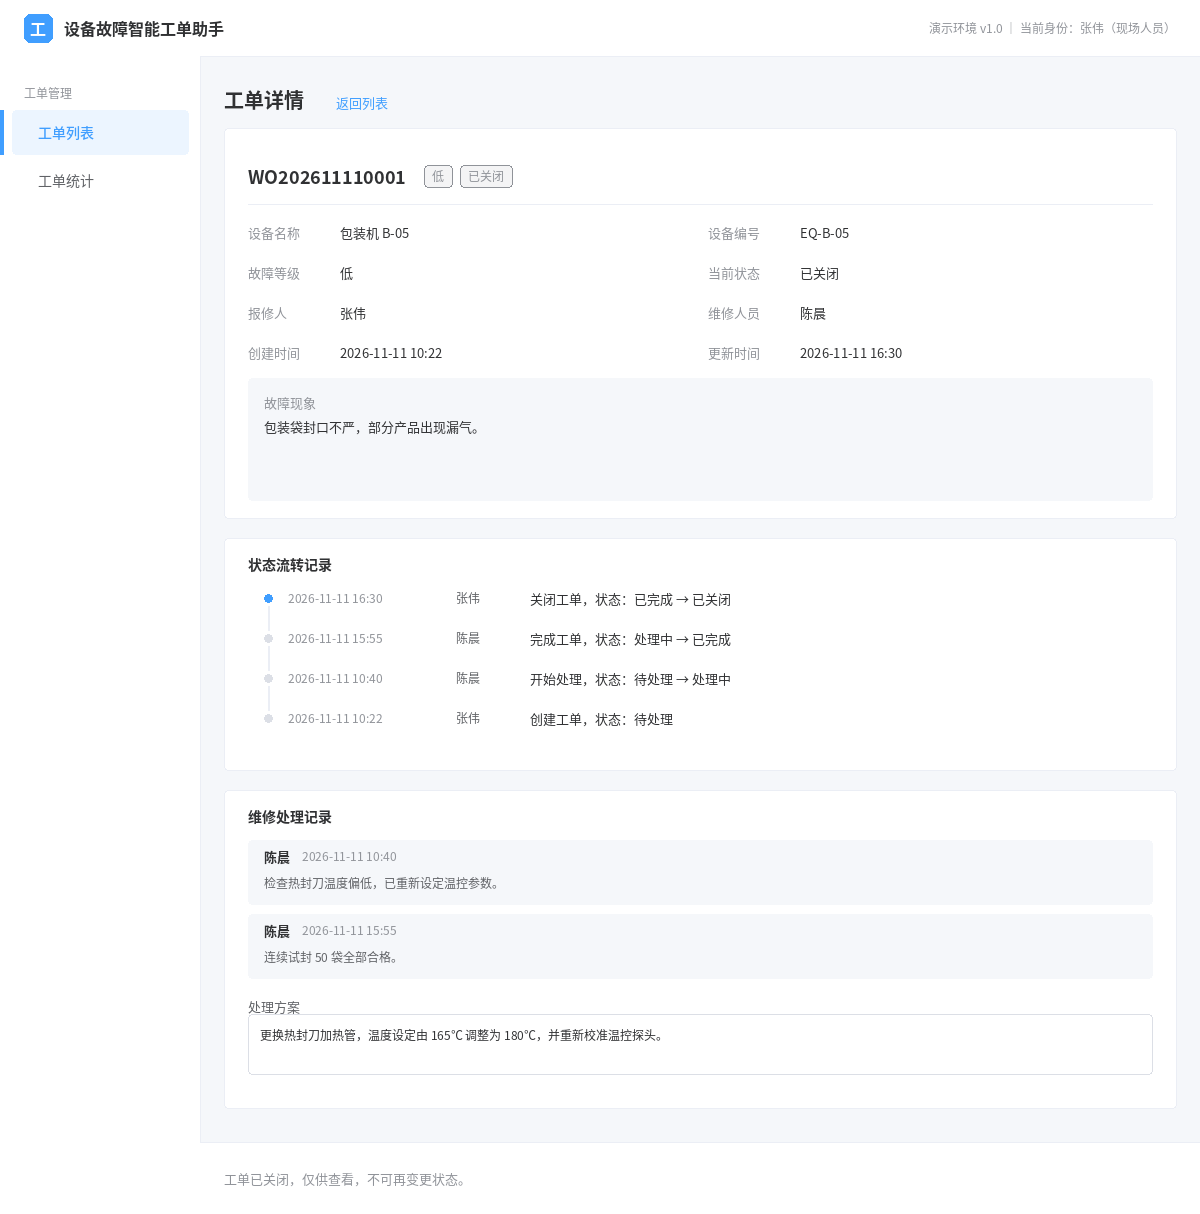 工 设备故障智能工单助手
演示环境 v1.0 | 当前身份：张伟（现场人员）
工单管理
工单列表
工单统计
工单详情 返回列表
WO202611110001 低 已关闭
设备名称 包装机 B-05 设备编号 EQ-B-05
故障等级 低 当前状态 已关闭
报修人 张伟 维修人员 陈晨
创建时间 2026-11-11 10:22 更新时间 2026-11-11 16:30
故障现象
包装袋封口不严，部分产品出现漏气。
状态流转记录
2026-11-11 16:30 张伟 关闭工单，状态：已完成 → 已关闭
2026-11-11 15:55 陈晨 完成工单，状态：处理中 → 已完成
2026-11-11 10:40 陈晨 开始处理，状态：待处理 → 处理中
2026-11-11 10:22 张伟 创建工单，状态：待处理
维修处理记录
陈晨 2026-11-11 10:40
检查热封刀温度偏低，已重新设定温控参数。
陈晨 2026-11-11 15:55
连续试封 50 袋全部合格。
处理方案
更换热封刀加热管，温度设定由 165℃ 调整为 180℃，并重新校准温控探头。
工单已关闭，仅供查看，不可再变更状态。